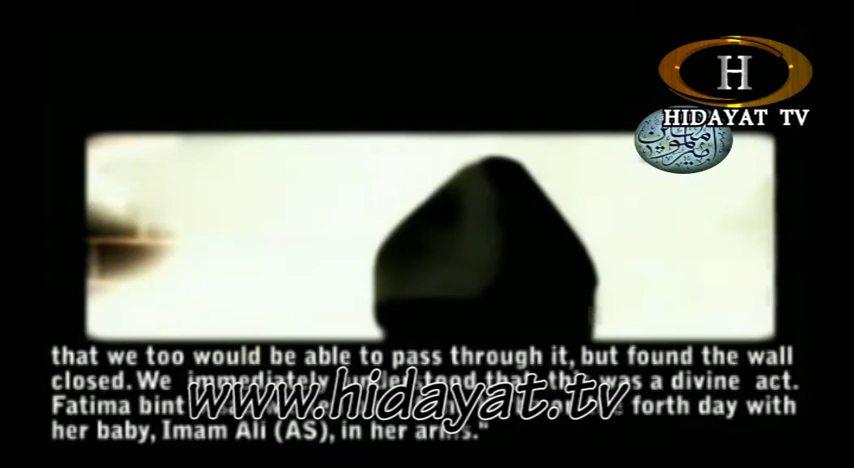 H
HIDAYAT TV
that we too would be able to pass through it, but found the wall
closed. We immediately understood that this was a divine act.
Fatima bint forth day with
her baby, Imam Ali (AS), in her arms."
www.hidayat.tv